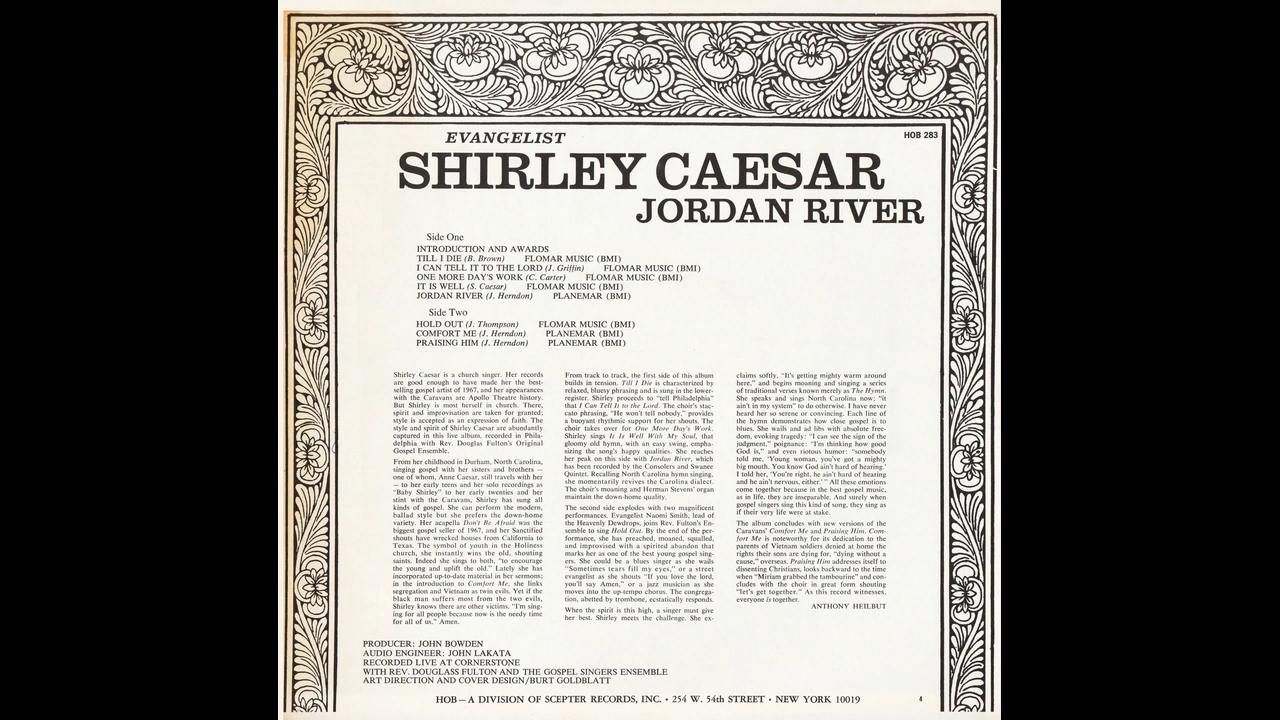 EVANGELIST
HOB 283
SHIRLEY CAESAR
JORDAN RIVER
Side One
INTRODUCTION AND AWARDS
TILL I DIE (B. Brown) FLOMAR MUSIC (BMI)
I CAN TELL IT TO THE LORD (J. Griffin) FLOMAR MUSIC (BMI)
ONE MORE DAY'S WORK (C. Carter) FLOMAR MUSIC (BMI)
IT IS WELL (S. Caesar) FLOMAR MUSIC (BMI)
JORDAN RIVER (J. Herndon) PLANEMAR (BMI)
Side Two
HOLD OUT (J. Thompson) FLOMAR MUSIC (BMI)
COMFORT ME (J. Herndon) PLANEMAR (BMI)
PRAISING HIM (J. Herndon) PLANEMAR (BMI)
Shirley Caesar is a church singer. Her records
are good enough to have made her the best-
selling gospel artist of 1967, and her appearances
with the Caravans are Apollo Theatre history.
But Shirley is most herself in church. There,
spirit and improvisation are taken for granted;
style is accepted as an expression of faith. The
style and spirit of Shirley Caesar are abundantly
captured in this live album, recorded in Phila-
delphia with Rev. Douglas Fulton's Original
Gospel Ensemble.
From her childhood in Durham, North Carolina,
singing gospel with her sisters and brothers —
one of whom, Anne Caesar, still travels with her
— to her early teens and her solo recordings as
"Baby Shirley" to her early twenties and her
stint with the Caravans, Shirley has sung all
kinds of gospel. She can perform the modern,
ballad style but she prefers the down-home
variety. Her acapella Don't Be Afraid was the
biggest gospel seller of 1967, and her Sanctified
shouts have wrecked houses from California to
Texas. The symbol of youth in the Holiness
church, she instantly wins the old, shouting
saints. Indeed she sings to both, "to encourage
the young and uplift the old." Lately she has
incorporated up-to-date material in her sermons;
in the introduction to Comfort Me, she links
segregation and Vietnam as twin evils. Yet if the
black man suffers most from the two evils,
Shirley knows there are other victims. "I'm sing-
ing for all people because now is the needy time
for all of us." Amen.
From track to track, the first side of this album
builds in tension. Till I Die is characterized by
relaxed, bluesy phrasing and is sung in the lower-
register. Shirley proceeds to "tell Philadelphia"
that I Can Tell It to the Lord. The choir's stac-
cato phrasing, "He won't tell nobody," provides
a buoyant rhythmic support for her shouts. The
choir takes over for One More Day's Work.
Shirley sings It Is Well With My Soul, that
gloomy old hymn, with an easy swing, empha-
sizing the song's happy qualities. She reaches
her peak on this side with Jordan River, which
has been recorded by the Consolers and Swanee
Quintet. Recalling North Carolina hymn singing,
she momentarily revives the Carolina dialect.
The choir's moaning and Herman Stevens' organ
maintain the down-home quality.
The second side explodes with two magnificent
performances. Evangelist Naomi Smith, lead of
the Heavenly Dewdrops, joins Rev. Fulton's En-
semble to sing Hold Out. By the end of the per-
formance, she has preached, moaned, squalled,
and improvised with a spirited abandon that
marks her as one of the best young gospel sing-
ers. She could be a blues singer as she wails
"Sometimes tears fill my eyes," or a street
evangelist as she shouts "If you love the lord,
you'll say Amen," or a jazz musician as she
moves into the up-tempo chorus. The congrega-
tion, abetted by trombone, ecstatically responds.
When the spirit is this high, a singer must give
her best. Shirley meets the challenge. She ex-
claims softly, "It's getting mighty warm around
here," and begins moaning and singing a series
of traditional verses known merely as The Hymn.
She speaks and sings North Carolina now; "it
ain't in my system" to do otherwise. I have never
heard her so serene or convincing. Each line of
the hymn demonstrates how close gospel is to
blues. She wails and ad libs with absolute free-
dom, evoking tragedy: "I can see the sign of the
judgment," poignance: "I'm thinking how good
God is," and even riotous humor: "somebody
told me, 'Young woman, you've got a mighty
big mouth. You know God ain't hard of hearing.'
I told her, 'You're right, he ain't hard of hearing
and he ain't nervous, either.'" All these emotions
come together because in the best gospel music,
as in life, they are inseparable. And surely when
gospel singers sing this kind of song, they sing as
if their very life were at stake.
The album concludes with new versions of the
Caravans' Comfort Me and Praising Him. Com-
fort Me is noteworthy for its dedication to the
parents of Vietnam soldiers denied at home the
rights their sons are dying for, "dying without a
cause," overseas. Praising Him addresses itself to
dissenting Christians, looks backward to the time
when "Miriam grabbed the tambourine" and con-
cludes with the choir in great form shouting
"let's get together." As this record witnesses,
everyone is together.
ANTHONY HEILBUT
PRODUCER: JOHN BOWDEN
AUDIO ENGINEER: JOHN LAKATA
RECORDED LIVE AT CORNERSTONE
WITH REV. DOUGLASS FULTON AND THE GOSPEL SINGERS ENSEMBLE
ART DIRECTION AND COVER DESIGN/BURT GOLDBLATT
HOB — A DIVISION OF SCEPTER RECORDS, INC. • 254 W. 54th STREET • NEW YORK 10019
4